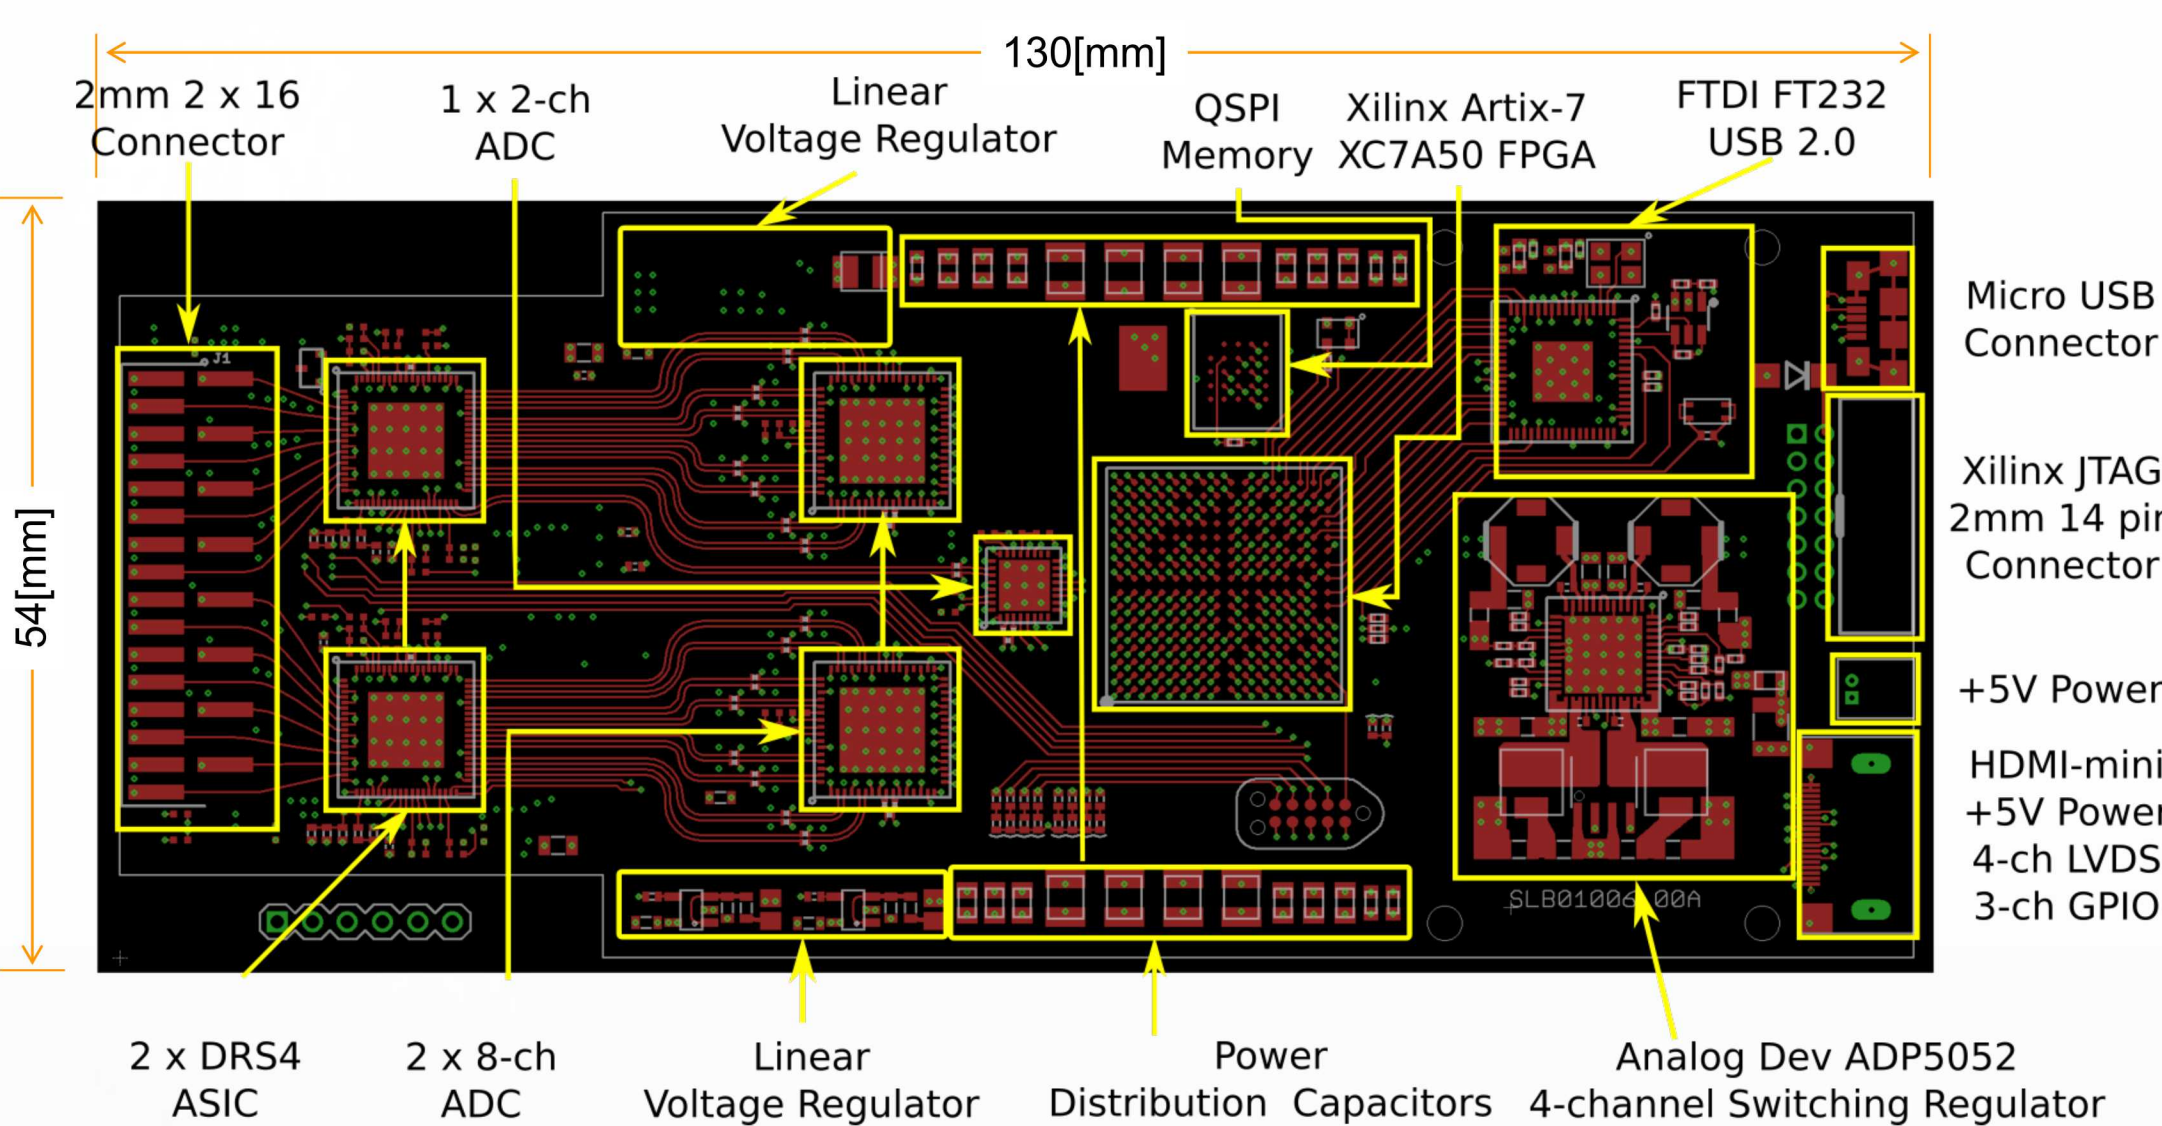 130[mm]
2mm 2 x 16
Connector
1 x 2-ch
ADC
Linear
Voltage Regulator
QSPI
Memory
Xilinx Artix-7
XC7A50 FPGA
FTDI FT232
USB 2.0
54[mm]
J1
Micro USB
Connector
Xilinx JTAG
2mm 14 pin
Connector
+5V Power
HDMI-mini
+5V Power
4-ch LVDS
3-ch GPIO
2 x DRS4
ASIC
2 x 8-ch
ADC
Linear
Voltage Regulator
Power
Distribution Capacitors
Analog Dev ADP5052
4-channel Switching Regulator